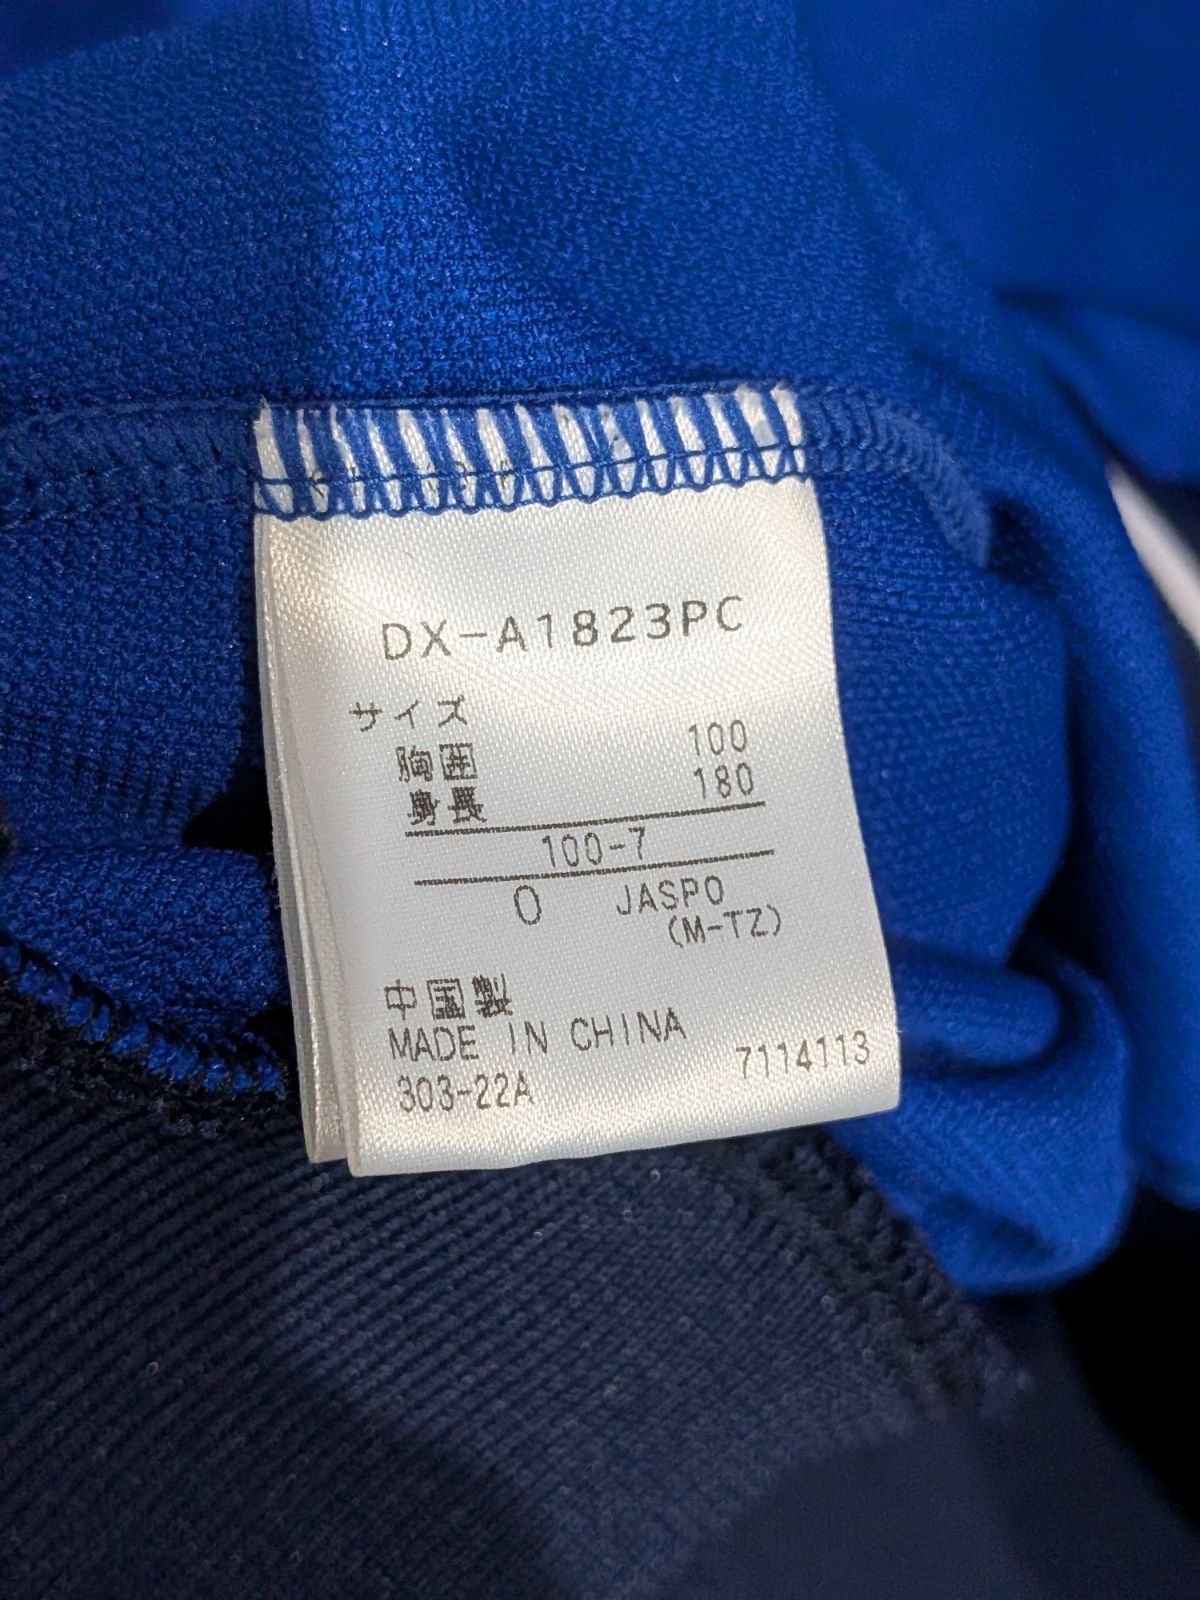 DX-A1823PC
サイズ
胸囲 100
身長 180
100-7
O JASPO
(M-TZ)
中国製
MADE IN CHINA
303-22A 7114113